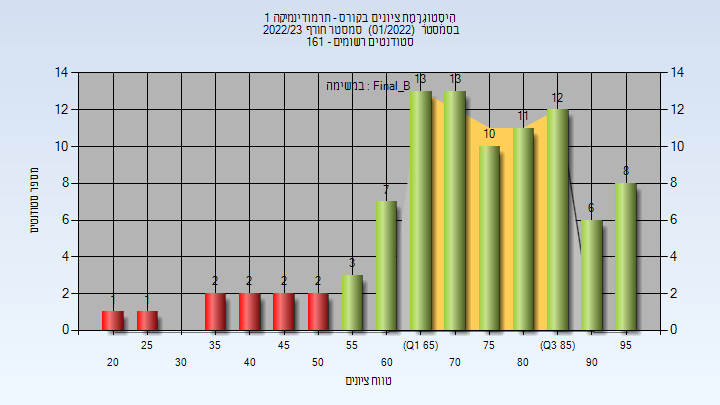 היסטוגרמת ציונים בקורס - תרמודינמיקה 1
בסמסטר (01/2022) סמסטר חורף 2022/23
סטודנטים רשומים - 161
במשימה : Final_B
14 14
12 12
10 10
8 8
6 6
4 4
2 2
0 0
מספר סטודנטים
1 1 2 2 2 2 3 7 13 13 10 11 12 6 8
25 35 45 55 (Q1 65) 75 (Q3 85) 95
20 30 40 50 60 70 80 90
טווח ציונים